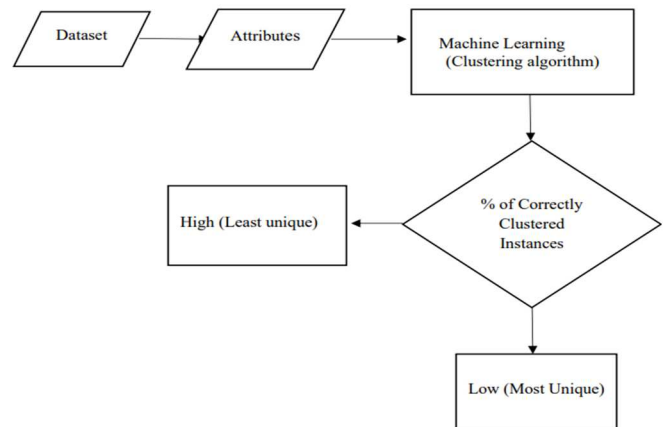 Dataset
Attributes
Machine Learning
(Clustering algorithm)
% of Correctly
Clustered
Instances
High (Least unique)
Low (Most Unique)